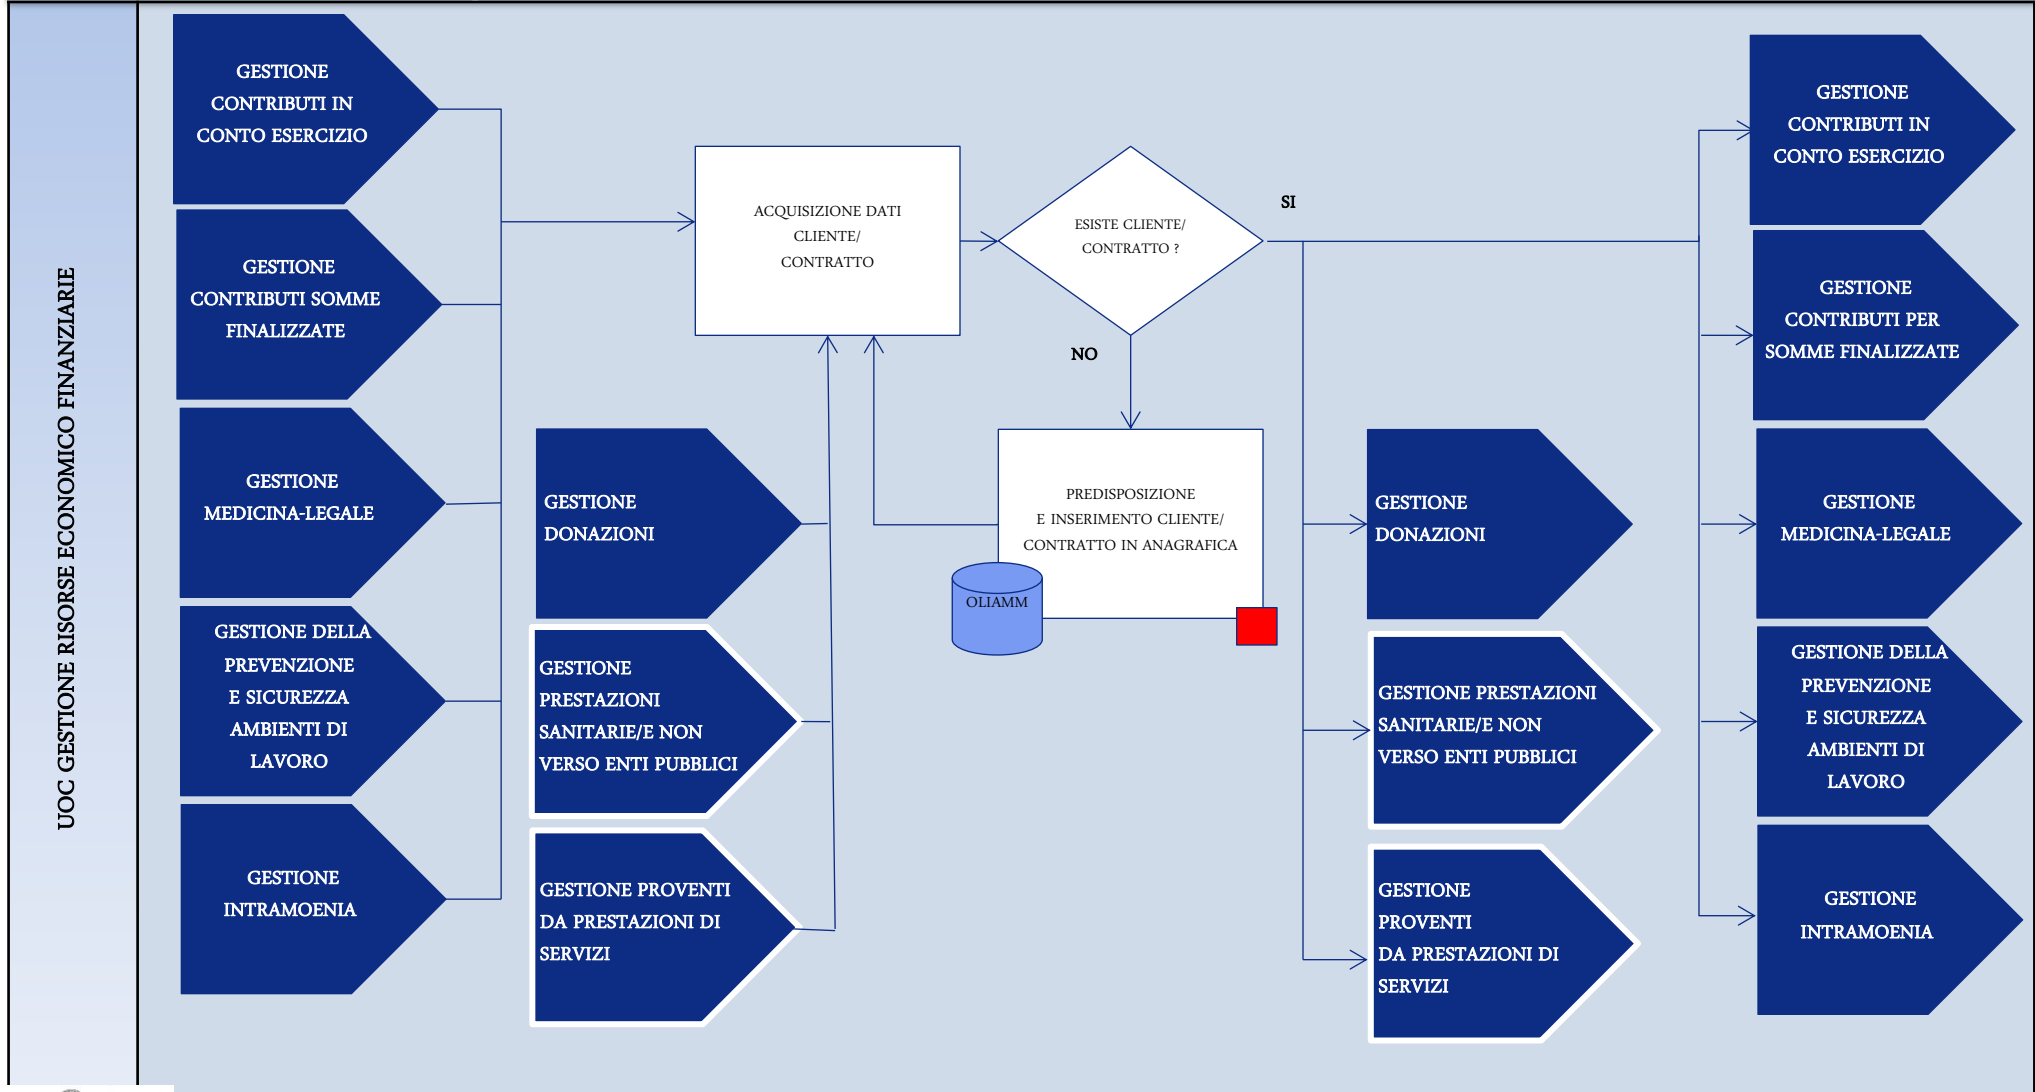 UOC GESTIONE RISORSE ECONOMICO FINANZIARIE
GESTIONE
CONTRIBUTI IN
CONTO ESERCIZIO
GESTIONE
CONTRIBUTI SOMME
FINALIZZATE
GESTIONE
MEDICINA-LEGALE
GESTIONE DELLA
PREVENZIONE
E SICUREZZA
AMBIENTI DI
LAVORO
GESTIONE
INTRAMOENIA
GESTIONE
DONAZIONI
GESTIONE
PRESTAZIONI
SANITARIE/E NON
VERSO ENTI PUBBLICI
GESTIONE PROVENTI
DA PRESTAZIONI DI
SERVIZI
ACQUISIZIONE DATI
CLIENTE/
CONTRATTO
ESISTE CLIENTE/
CONTRATTO ?
SI
NO
PREDISPOSIZIONE
E INSERIMENTO CLIENTE/
CONTRATTO IN ANAGRAFICA
OLIAMM
GESTIONE
DONAZIONI
GESTIONE PRESTAZIONI
SANITARIE/E NON
VERSO ENTI PUBBLICI
GESTIONE
PROVENTI
DA PRESTAZIONI DI
SERVIZI
GESTIONE
CONTRIBUTI IN
CONTO ESERCIZIO
GESTIONE
CONTRIBUTI PER
SOMME FINALIZZATE
GESTIONE
MEDICINA-LEGALE
GESTIONE DELLA
PREVENZIONE
E SICUREZZA
AMBIENTI DI
LAVORO
GESTIONE
INTRAMOENIA